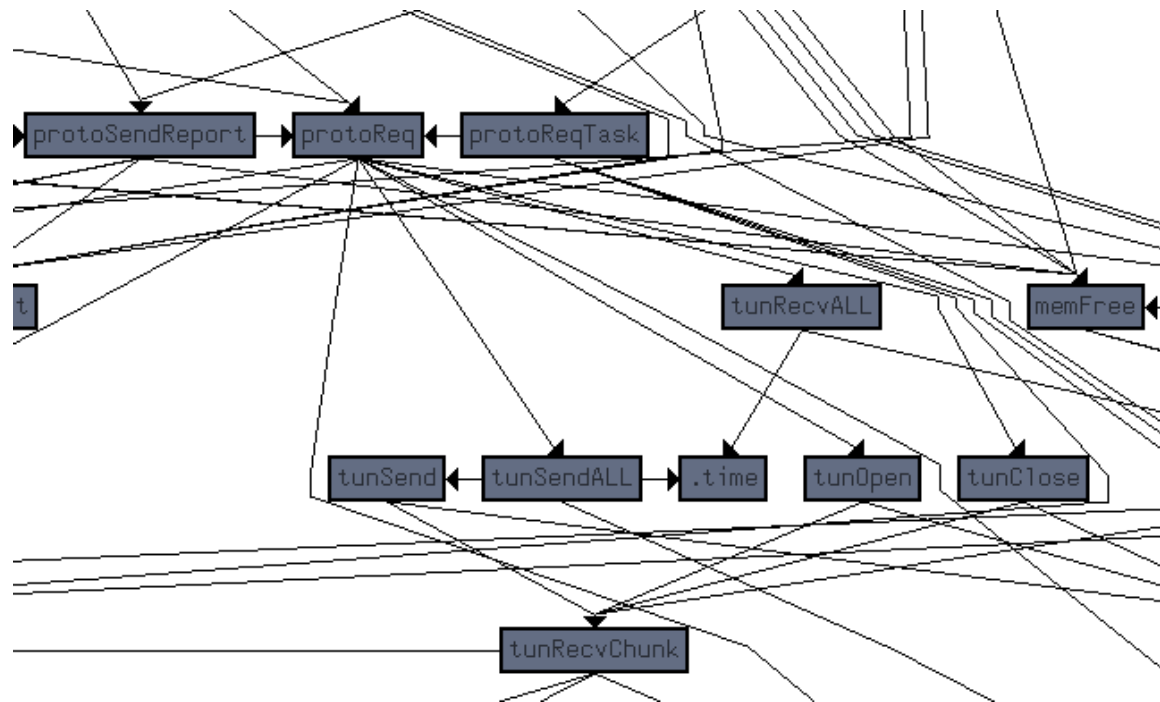 protoSendReport protoReq protoReqTask
t tunRecvALL memFree
tunSend tunSendALL .time tunOpen tunClose
tunRecvChunk